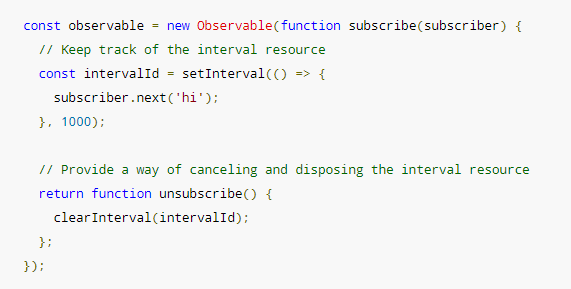 const observable = new Observable(function subscribe(subscriber) {
  // Keep track of the interval resource
  const intervalId = setInterval(() => {
    subscriber.next('hi');
  }, 1000);

  // Provide a way of canceling and disposing the interval resource
  return function unsubscribe() {
    clearInterval(intervalId);
  };
});